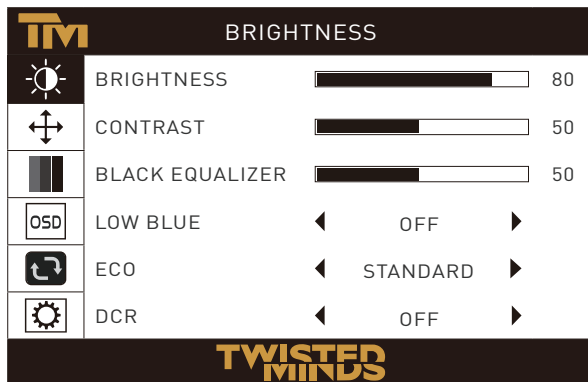 TM BRIGHTNESS
BRIGHTNESS 80
CONTRAST 50
BLACK EQUALIZER 50
OSD LOW BLUE OFF
ECO STANDARD
DCR OFF
TWISTED
MINDS